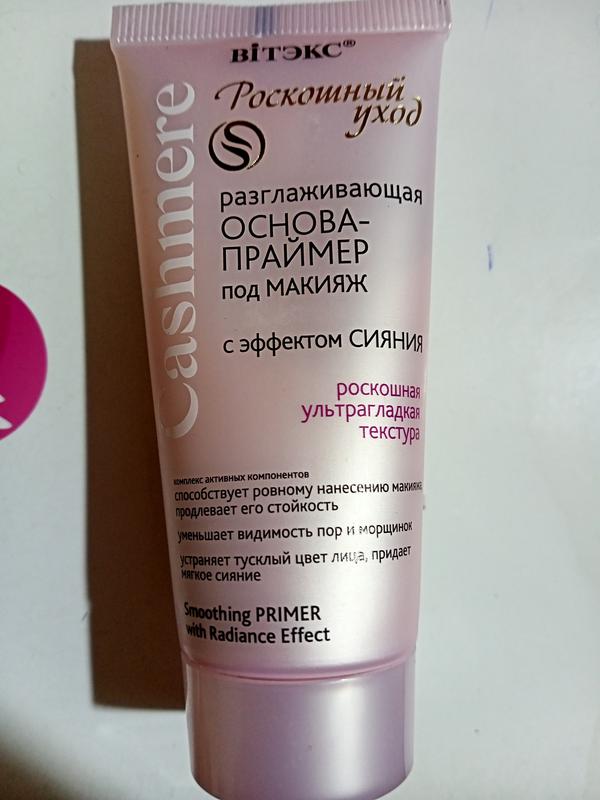 ВIТЭКС®
Роскошный
уход
Cashmere
разглаживающая
ОСНОВА-
ПРАЙМЕР
под МАКИЯЖ
с эффектом СИЯНИЯ
роскошная
ультрагладкая
текстура
комплекс активных компонентов
способствует ровному нанесению макияжа,
продлевает его стойкость
уменьшает видимость пор и морщинок
устраняет тусклый цвет лица, придает
мягкое сияние
Smoothing PRIMER
with Radiance Effect